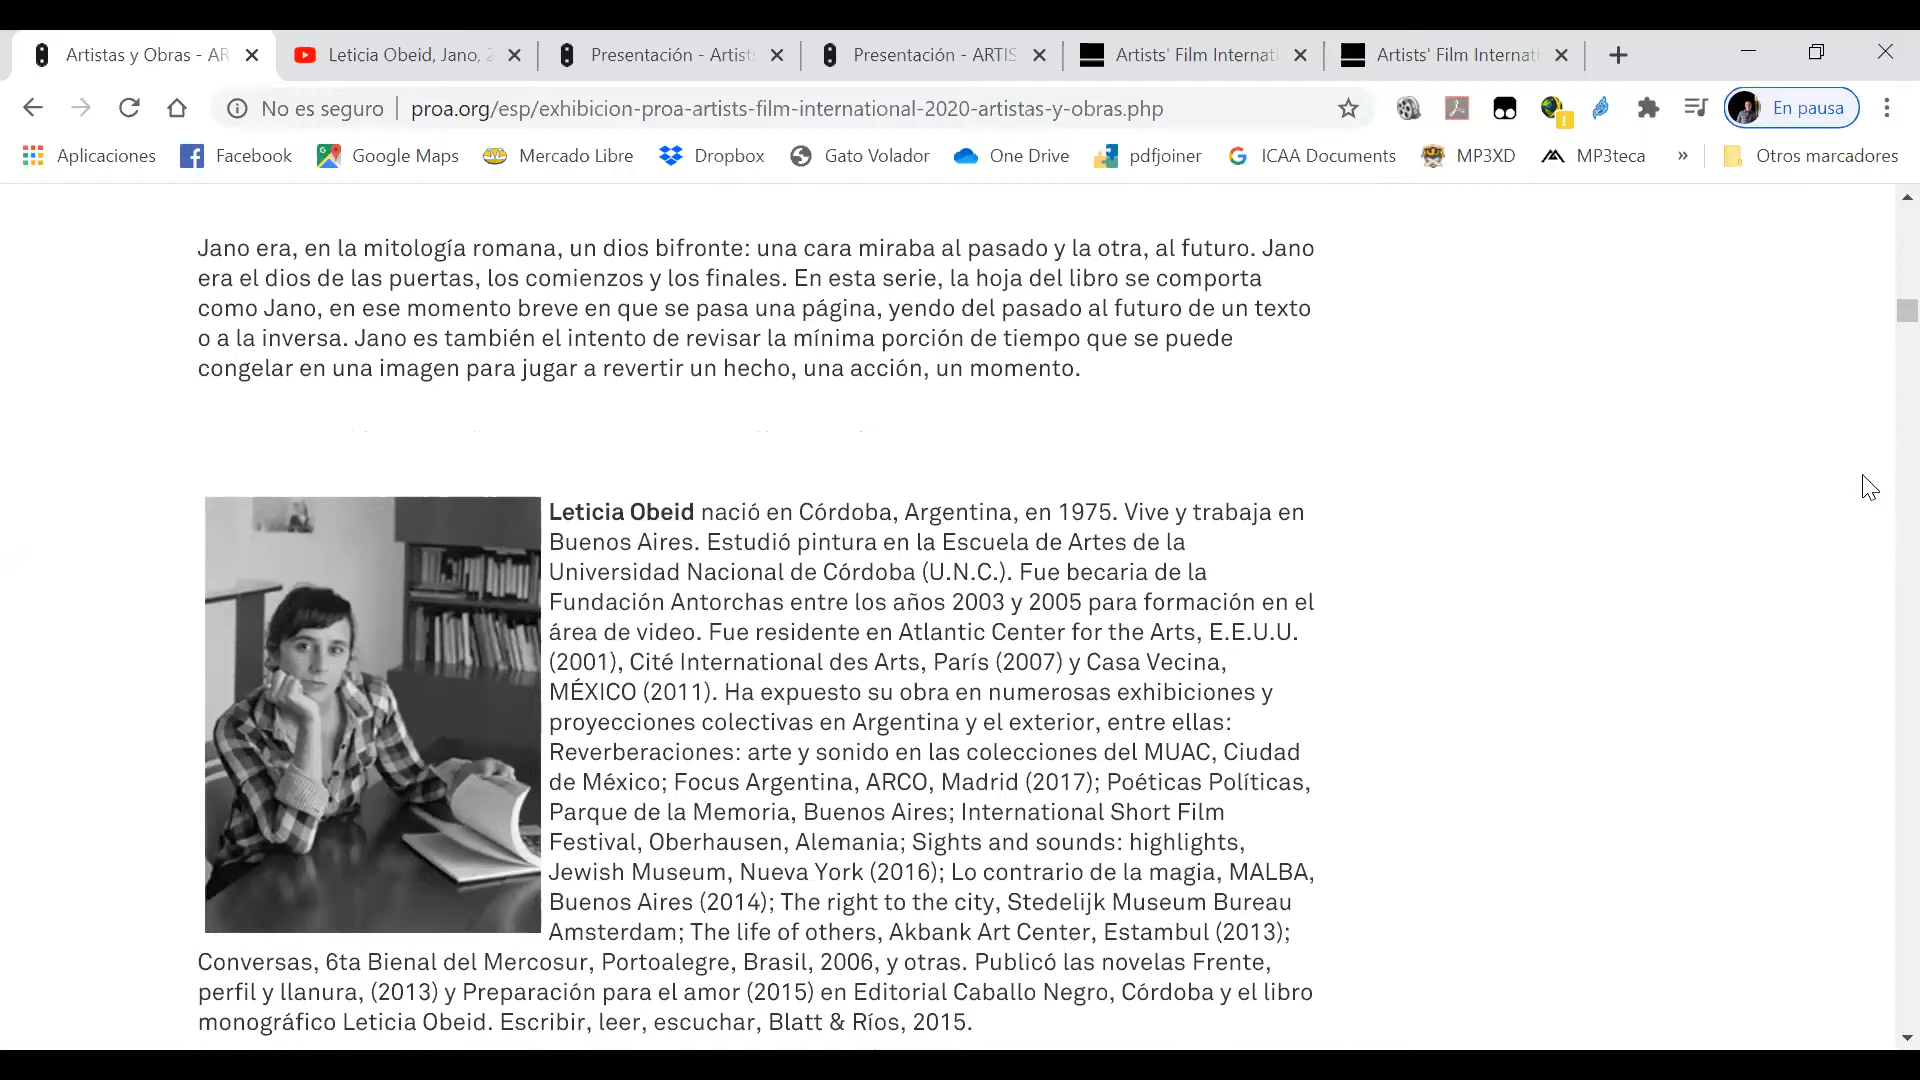 Artistas y Obras - AR
Leticia Obeid, Jano, 2
Presentación - Artist
Presentación - ARTIS
Artists' Film Internati
Artists' Film Internati
No es seguro
proa.org/esp/exhibicion-proa-artists-film-international-2020-artistas-y-obras.php
En pausa
Aplicaciones
Facebook
Google Maps
Mercado Libre
Dropbox
Gato Volador
One Drive
pdfjoiner
ICAA Documents
MP3XD
MP3teca
»
Otros marcadores
Jano era, en la mitología romana, un dios bifronte: una cara miraba al pasado y la otra, al futuro. Jano
era el dios de las puertas, los comienzos y los finales. En esta serie, la hoja del libro se comporta
como Jano, en ese momento breve en que se pasa una página, yendo del pasado al futuro de un texto
o a la inversa. Jano es también el intento de revisar la mínima porción de tiempo que se puede
congelar en una imagen para jugar a revertir un hecho, una acción, un momento.
Leticia Obeid nació en Córdoba, Argentina, en 1975. Vive y trabaja en
Buenos Aires. Estudió pintura en la Escuela de Artes de la
Universidad Nacional de Córdoba (U.N.C.). Fue becaria de la
Fundación Antorchas entre los años 2003 y 2005 para formación en el
área de video. Fue residente en Atlantic Center for the Arts, E.E.U.U.
(2001), Cité International des Arts, París (2007) y Casa Vecina,
MÉXICO (2011). Ha expuesto su obra en numerosas exhibiciones y
proyecciones colectivas en Argentina y el exterior, entre ellas:
Reverberaciones: arte y sonido en las colecciones del MUAC, Ciudad
de México; Focus Argentina, ARCO, Madrid (2017); Poéticas Políticas,
Parque de la Memoria, Buenos Aires; International Short Film
Festival, Oberhausen, Alemania; Sights and sounds: highlights,
Jewish Museum, Nueva York (2016); Lo contrario de la magia, MALBA,
Buenos Aires (2014); The right to the city, Stedelijk Museum Bureau
Amsterdam; The life of others, Akbank Art Center, Estambul (2013);
Conversas, 6ta Bienal del Mercosur, Portoalegre, Brasil, 2006, y otras. Publicó las novelas Frente,
perfil y llanura, (2013) y Preparación para el amor (2015) en Editorial Caballo Negro, Córdoba y el libro
monográfico Leticia Obeid. Escribir, leer, escuchar, Blatt & Ríos, 2015.